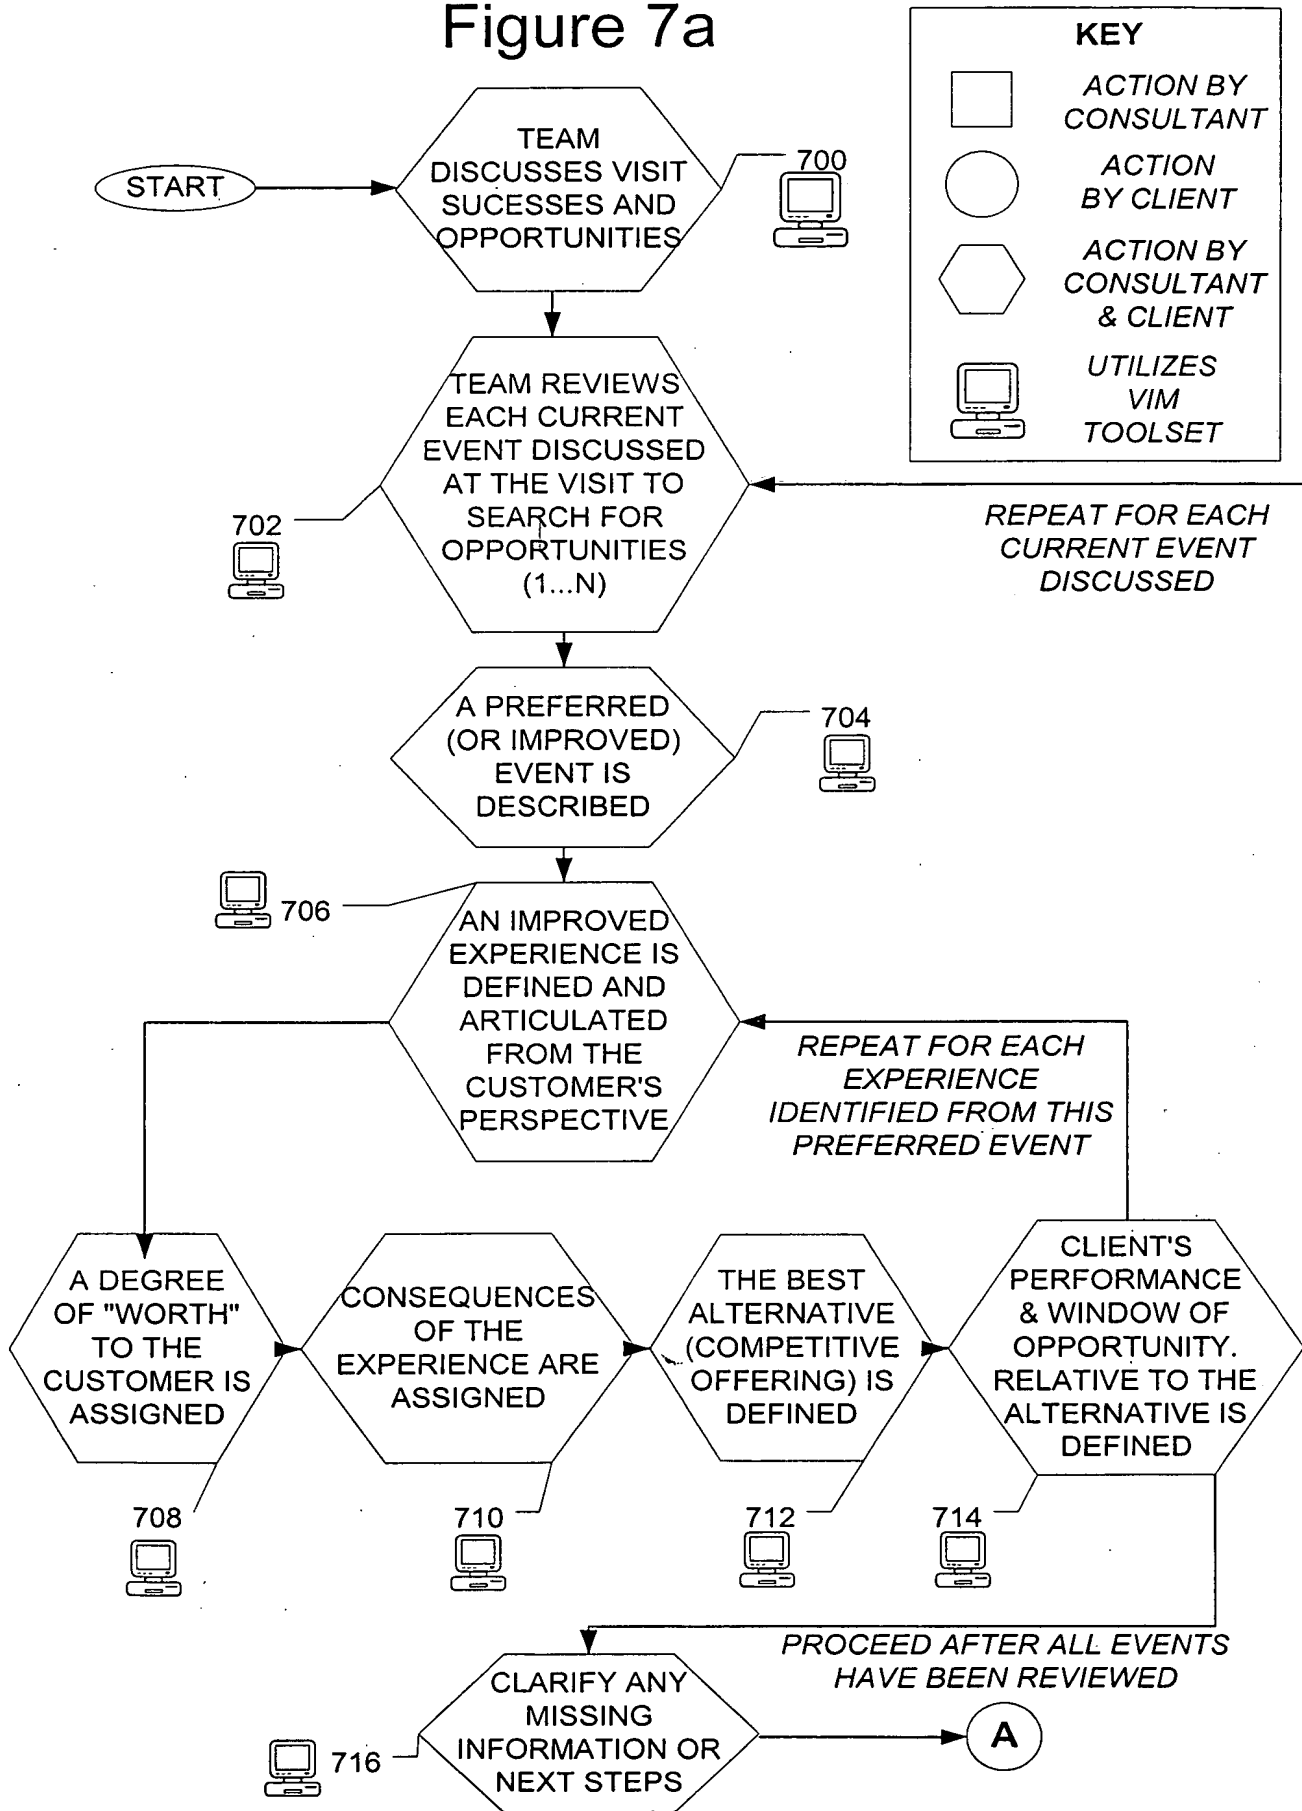 Figure 7a
KEY
ACTION BY
CONSULTANT
ACTION
BY CLIENT
ACTION BY
CONSULTANT
& CLIENT
UTILIZES
VIM
TOOLSET
START
TEAM
DISCUSSES VISIT
SUCESSES AND
OPPORTUNITIES
700
TEAM REVIEWS
EACH CURRENT
EVENT DISCUSSED
AT THE VISIT TO
SEARCH FOR
OPPORTUNITIES
(1...N)
702
REPEAT FOR EACH
CURRENT EVENT
DISCUSSED
A PREFERRED
(OR IMPROVED)
EVENT IS
DESCRIBED
704
706
AN IMPROVED
EXPERIENCE IS
DEFINED AND
ARTICULATED
FROM THE
CUSTOMER'S
PERSPECTIVE
REPEAT FOR EACH
EXPERIENCE
IDENTIFIED FROM THIS
PREFERRED EVENT
A DEGREE
OF "WORTH"
TO THE
CUSTOMER IS
ASSIGNED
708
CONSEQUENCES
OF THE
EXPERIENCE ARE
ASSIGNED
710
THE BEST
ALTERNATIVE
(COMPETITIVE
OFFERING) IS
DEFINED
712
CLIENT'S
PERFORMANCE
& WINDOW OF
OPPORTUNITY.
RELATIVE TO THE
ALTERNATIVE IS
DEFINED
714
PROCEED AFTER ALL EVENTS
HAVE BEEN REVIEWED
CLARIFY ANY
MISSING
INFORMATION OR
NEXT STEPS
716
A